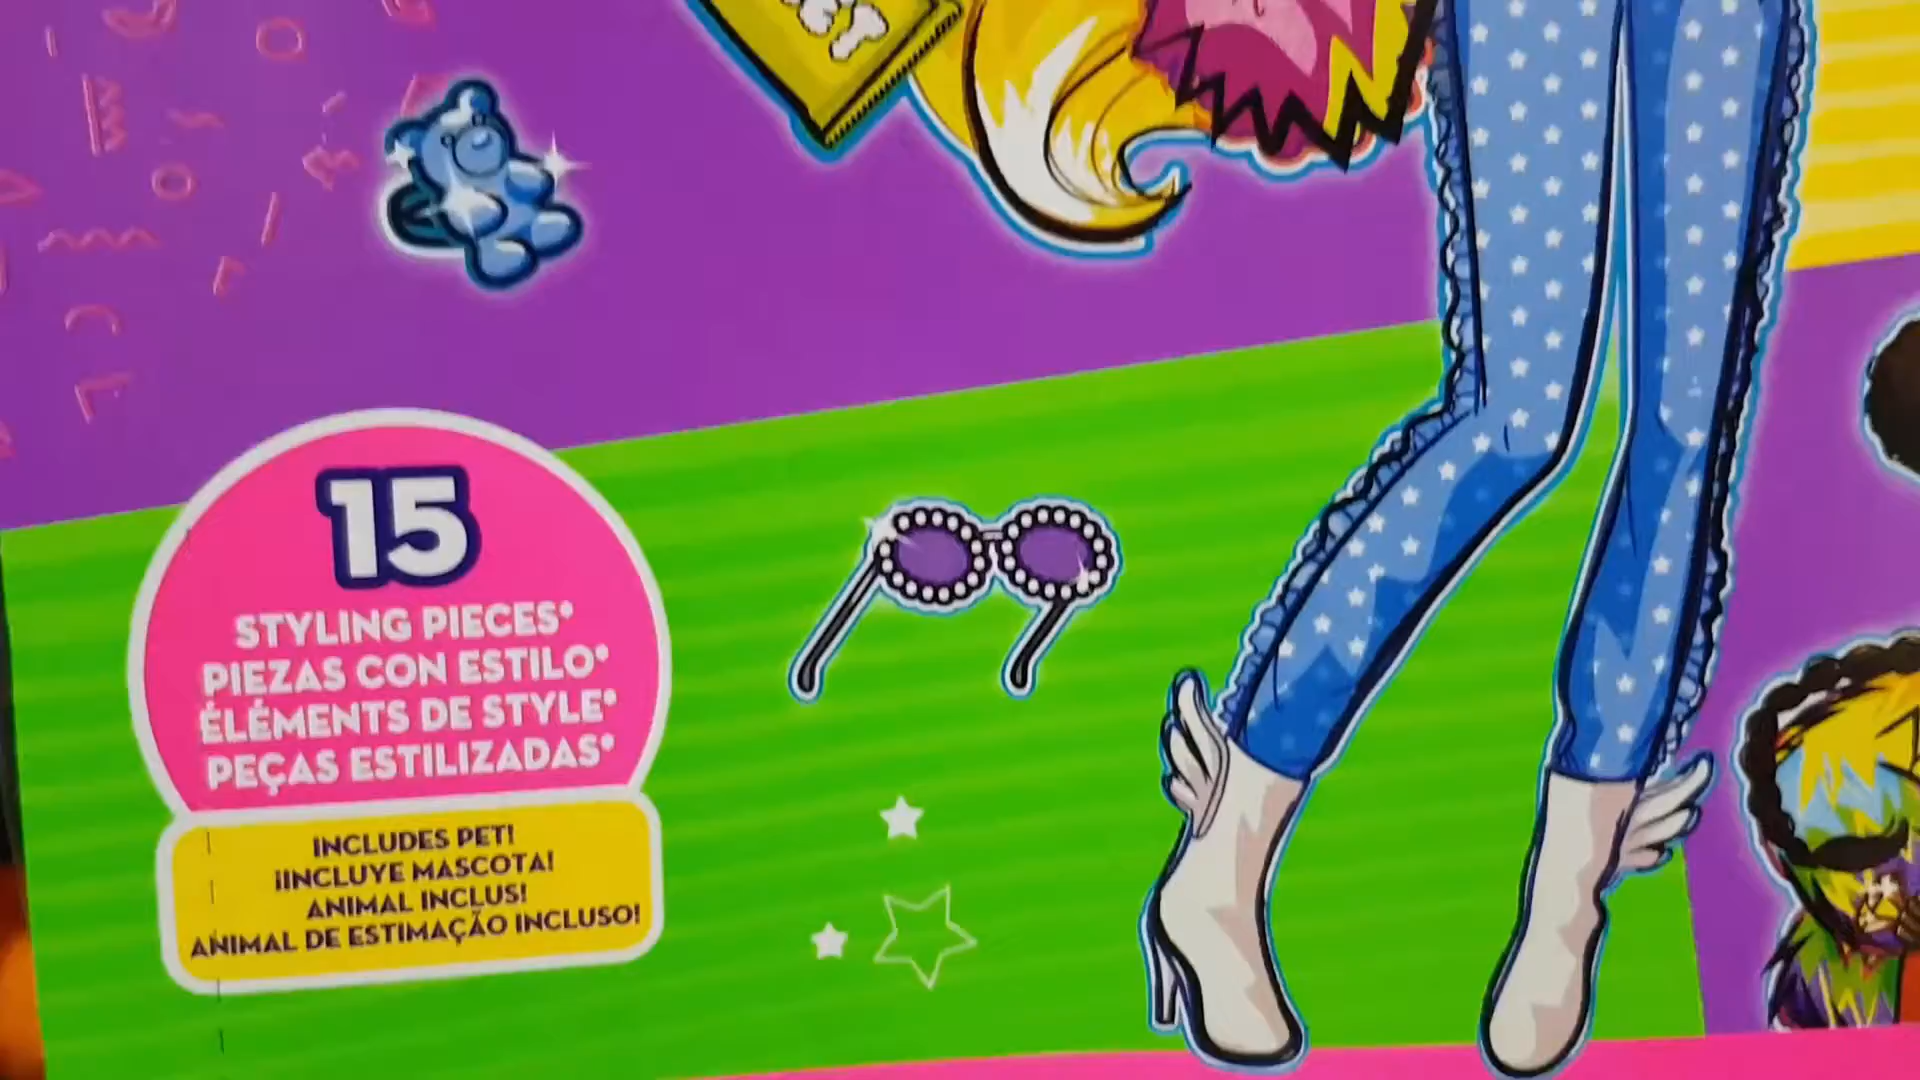 15
STYLING PIECES*
PIEZAS CON ESTILO*
ÉLÉMENTS DE STYLE*
PEÇAS ESTILIZADAS*
INCLUDES PET!
¡INCLUYE MASCOTA!
ANIMAL INCLUS!
ANIMAL DE ESTIMAÇÃO INCLUSO!